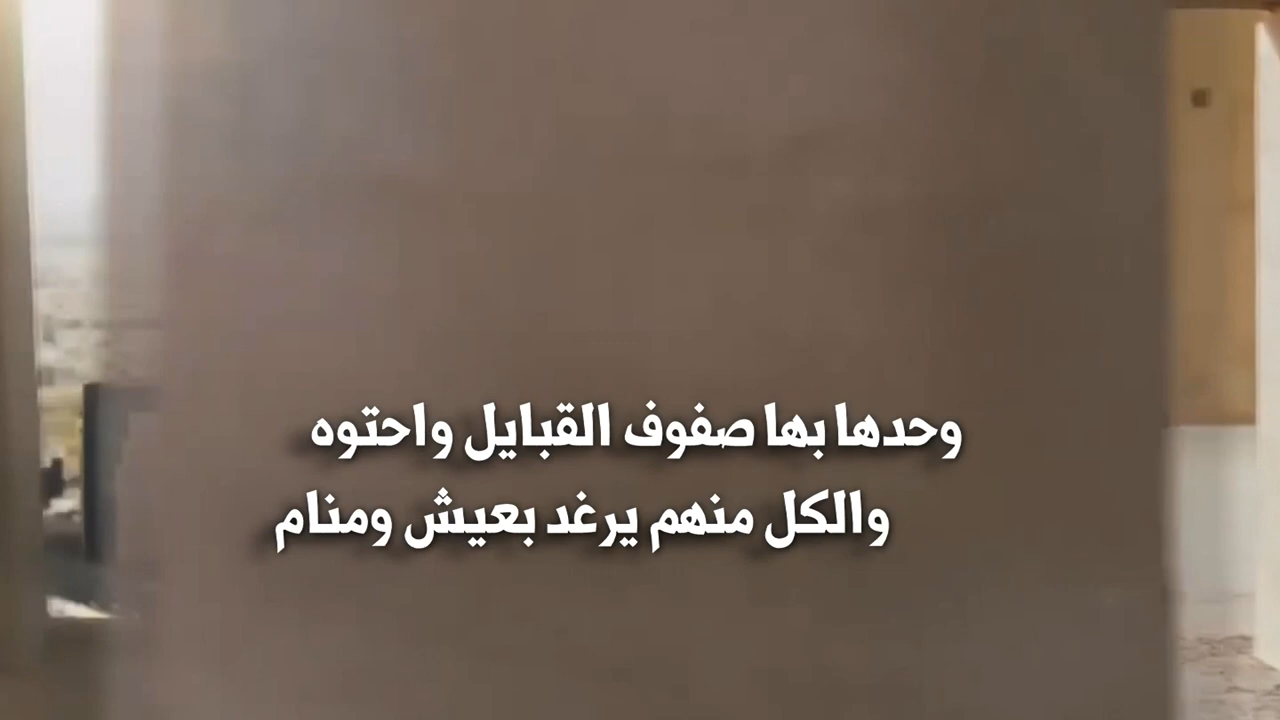 وحدها بها صفوف القبايل واحتوه
والكل منهم يرغد بعيش ومنام